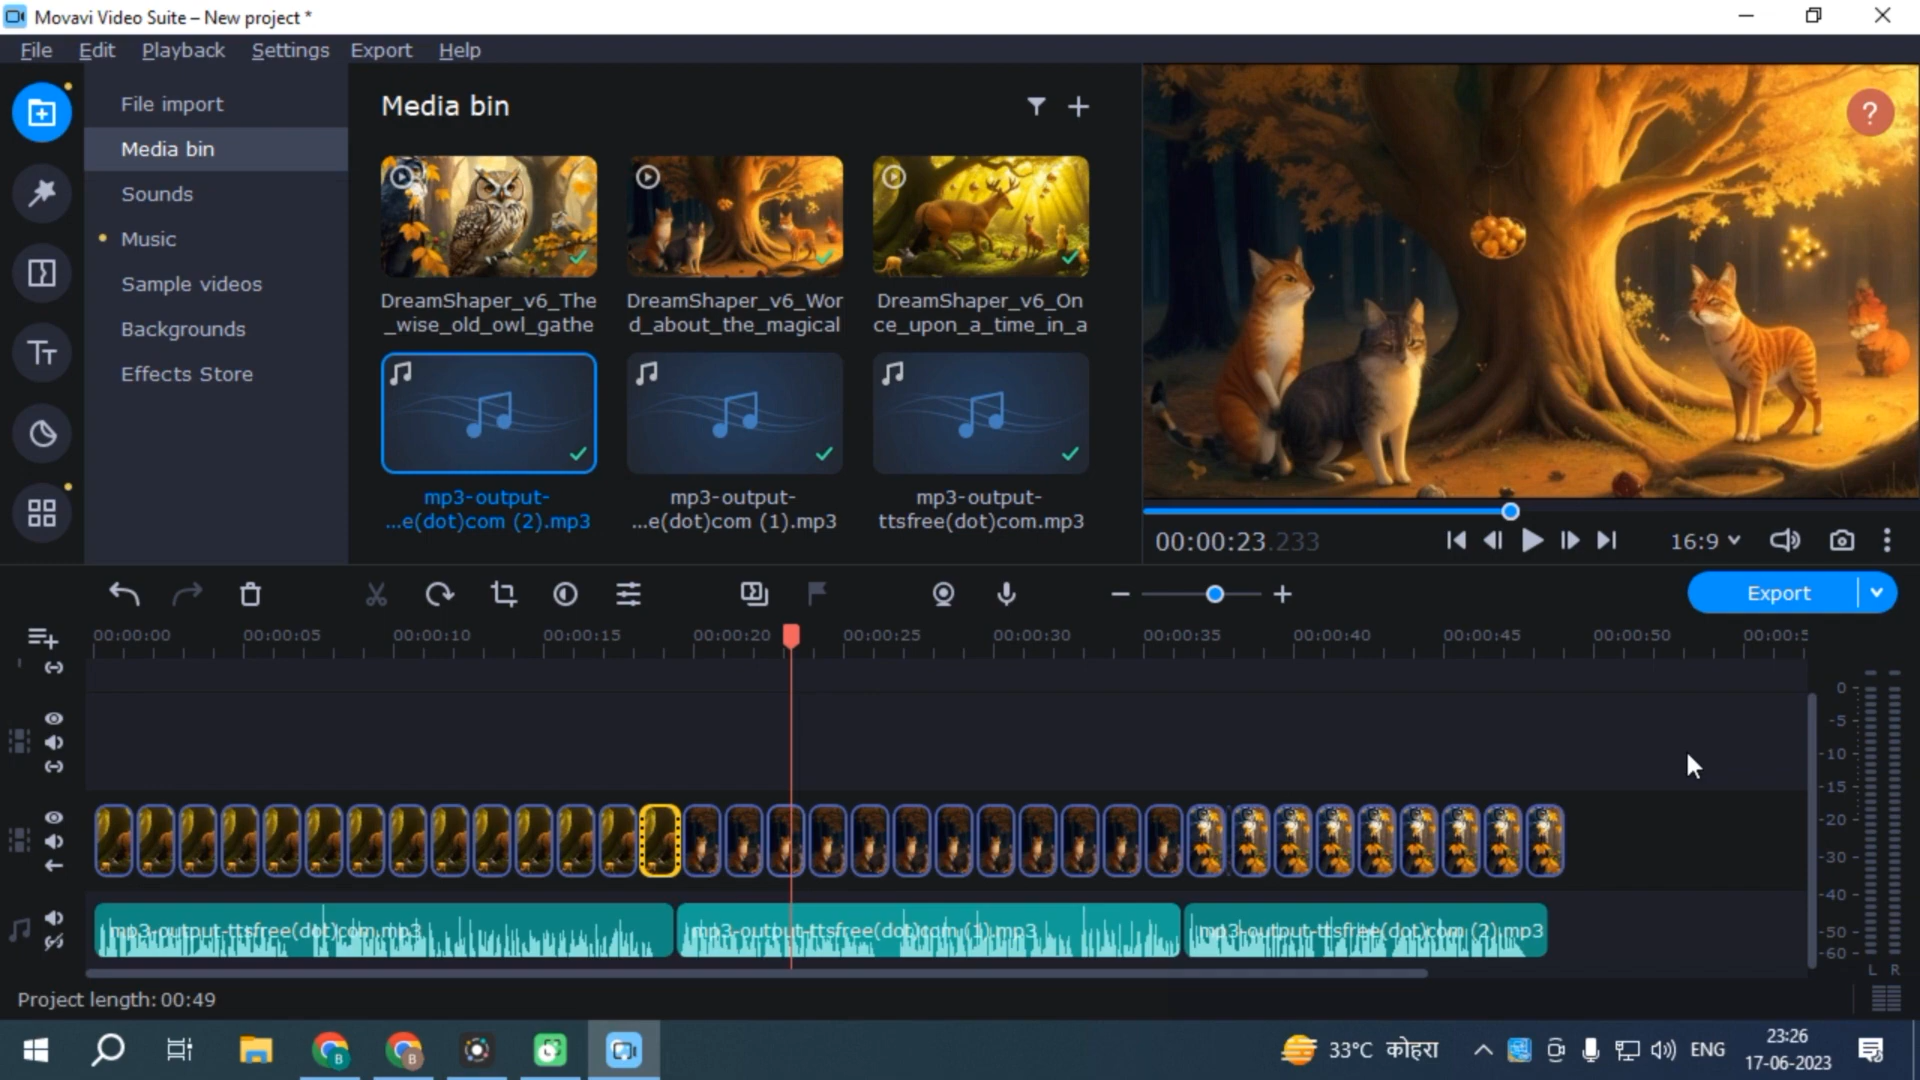 Movavi Video Suite – New project *
File Edit Playback Settings Export Help
File import
Media bin
Sounds
Music
Sample videos
Backgrounds
Effects Store
Media bin
DreamShaper_v6_The
_wise_old_owl_gathe
DreamShaper_v6_Wor
d_about_the_magical
DreamShaper_v6_On
ce_upon_a_time_in_a
mp3-output-
...e(dot)com (2).mp3
mp3-output-
...e(dot)com (1).mp3
mp3-output-
ttsfree(dot)com.mp3
?
00:00:23.233
16:9
Export
00:00:00 00:00:05 00:00:10 00:00:15 00:00:20 00:00:25 00:00:30 00:00:35 00:00:40 00:00:45 00:00:50
0
-5
-10
-15
-20
-30
-40
-50
-60
L R
mp3-output-ttsfree(dot)com.mp3
mp3-output-ttsfree(dot)com (1).mp3
mp3-output-ttsfree(dot)com (2).mp3
Project length: 00:49
B
B
33°C कोहरा
ENG
23:26
17-06-2023